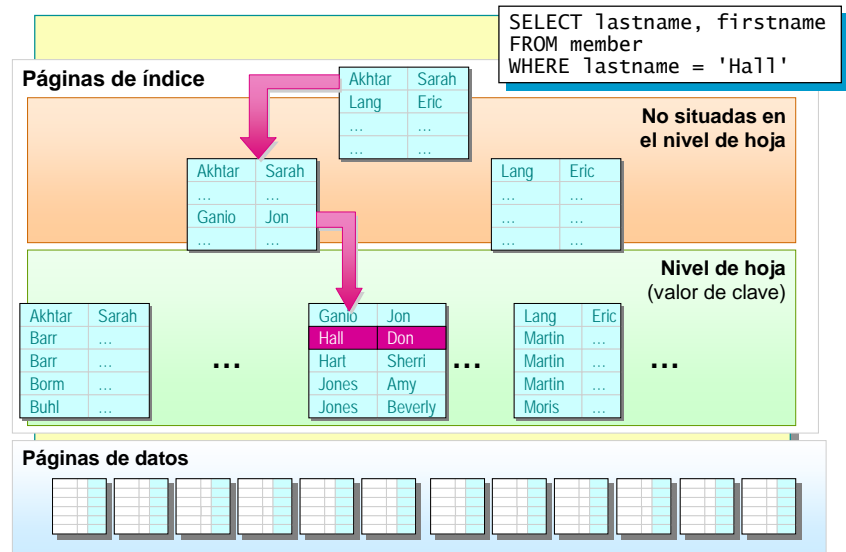 SELECT lastname, firstname
FROM member
WHERE lastname = 'Hall'
Páginas de índice
Akhtar Sarah
Lang Eric
... ...
... ...
No situadas en
el nivel de hoja
Akhtar Sarah
... ...
Ganio Jon
... ...
Lang Eric
... ...
... ...
... ...
Nivel de hoja
(valor de clave)
Akhtar Sarah
Barr ...
Barr ...
Borm ...
Buhl ...
...
Ganio Jon
Hall Don
Hart Sherri
Jones Amy
Jones Beverly
...
Lang Eric
Martin ...
Martin ...
Martin ...
Moris ...
...
Páginas de datos